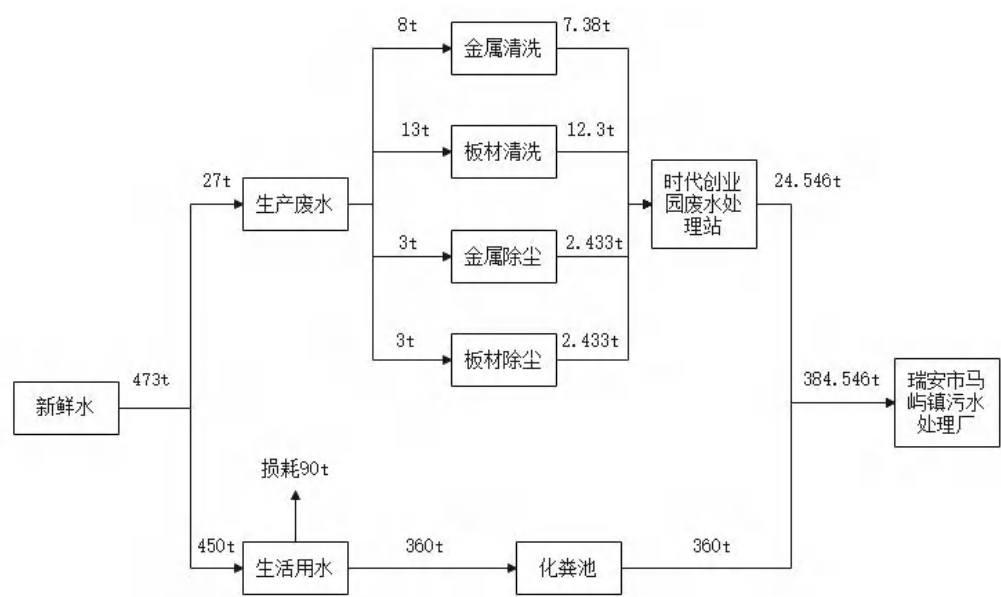 8t
金属清洗
7.38t
13t
板材清洗
12.3t
27t
生产废水
时代创业
园废水处
理站
24.546t
3t
金属除尘
2.433t
3t
板材除尘
2.433t
新鲜水
473t
384.546t
瑞安市马
屿镇污水
处理厂
损耗90t
450t
生活用水
360t
化粪池
360t